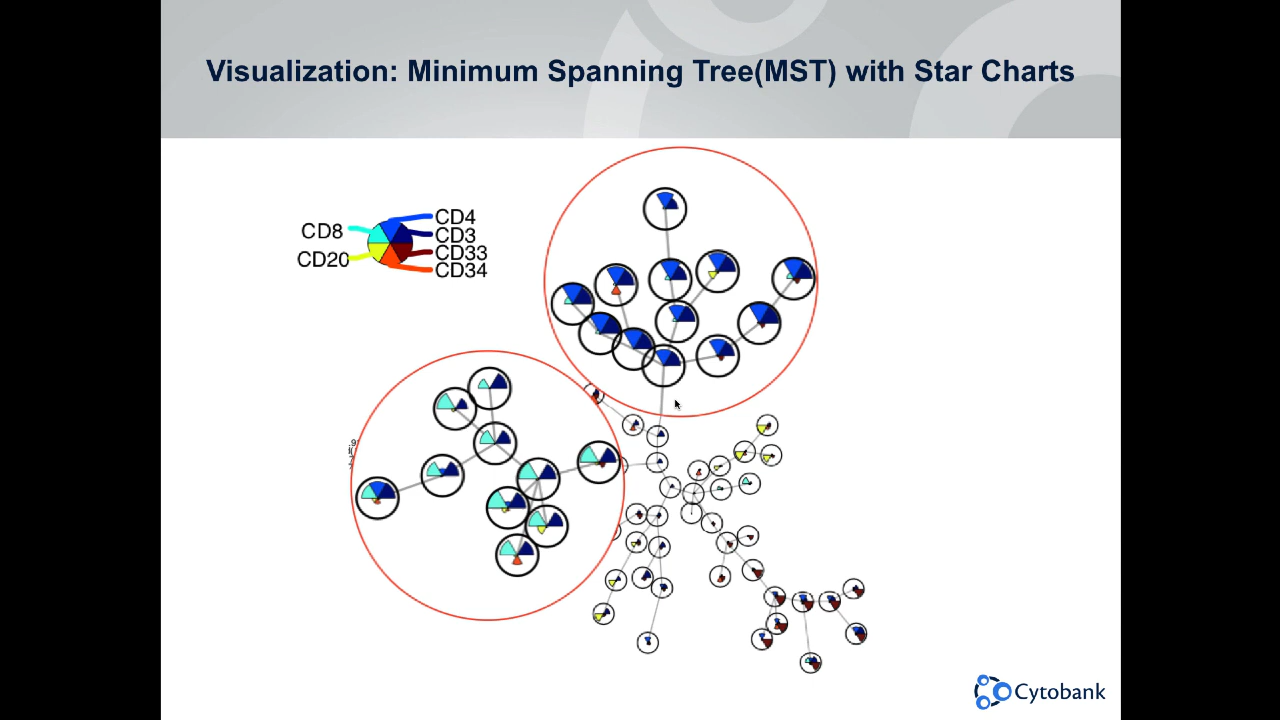 Visualization: Minimum Spanning Tree(MST) with Star Charts
CD4
CD8
CD3
CD33
CD20
CD34
Cytobank